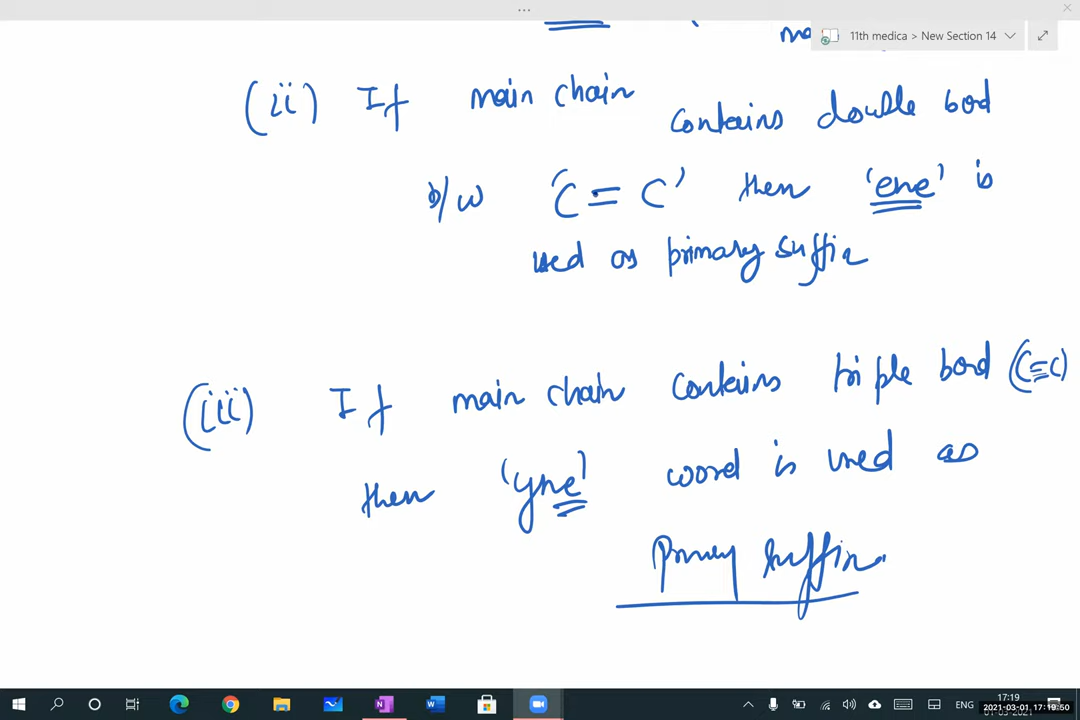 ...
11th medica > New Section 14
(ii) If main chain contains double bond
b/w 'C = C' then 'ene' is
used as primary suffix
(iii) If main chain contains triple bond (C≡C)
then 'yne' word is used as
Primary suffix
ENG
17:19
2021-03-01 17:19:50